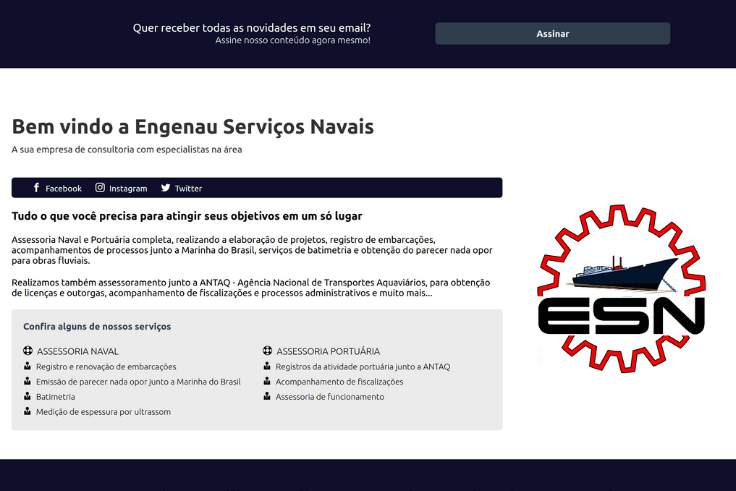 Quer receber todas as novidades em seu email?
Assine nosso conteúdo agora mesmo!
Assinar
Bem vindo a Engenau Serviços Navais
A sua empresa de consultoria com especialistas na área
Facebook Instagram Twitter
Tudo o que você precisa para atingir seus objetivos em um só lugar
Assessoria Naval e Portuária completa, realizando a elaboração de projetos, registro de embarcações,
acompanhamentos de processos junto a Marinha do Brasil, serviços de batimetria e obtenção do parecer nada opor
para obras fluviais.
Realizamos também assessoramento junto a ANTAQ - Agência Nacional de Transportes Aquaviários, para obtenção
de licenças e outorgas, acompanhamento de fiscalizações e processos administrativos e muito mais...
ESN
Confira alguns de nossos serviços
ASSESSORIA NAVAL
Registro e renovação de embarcações
Emissão de parecer nada opor junto a Marinha do Brasil
Batimetria
Medição de espessura por ultrassom
ASSESSORIA PORTUÁRIA
Registros da atividade portuária junto a ANTAQ
Acompanhamento de fiscalizações
Assessoria de funcionamento